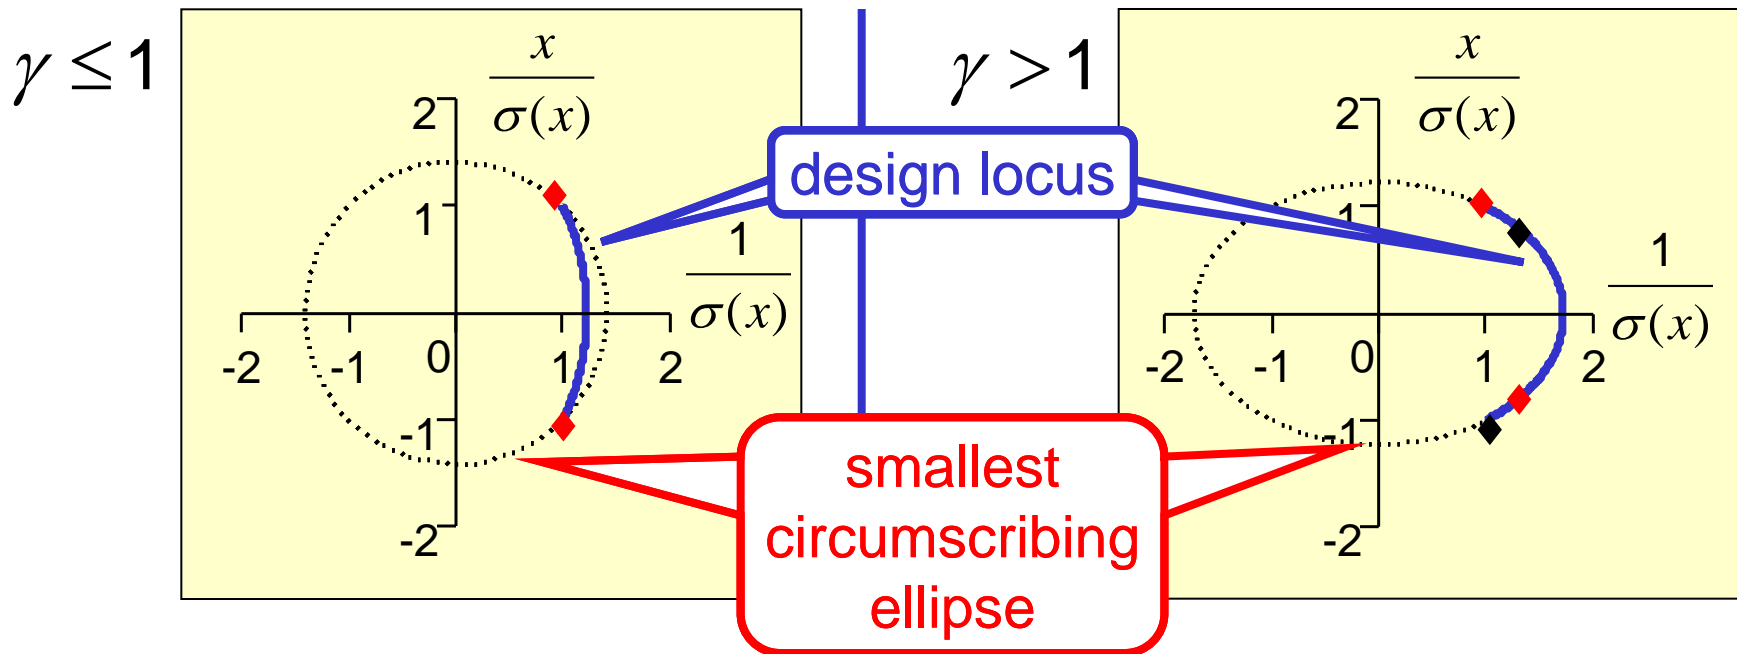 γ ≤ 1
x
σ(x)
2
1
-2
-1
0
1
2
1
σ(x)
-1
-2
design locus
γ > 1
x
σ(x)
2
1
-2
-1
0
1
2
1
σ(x)
-1
-2
smallest
circumscribing
ellipse